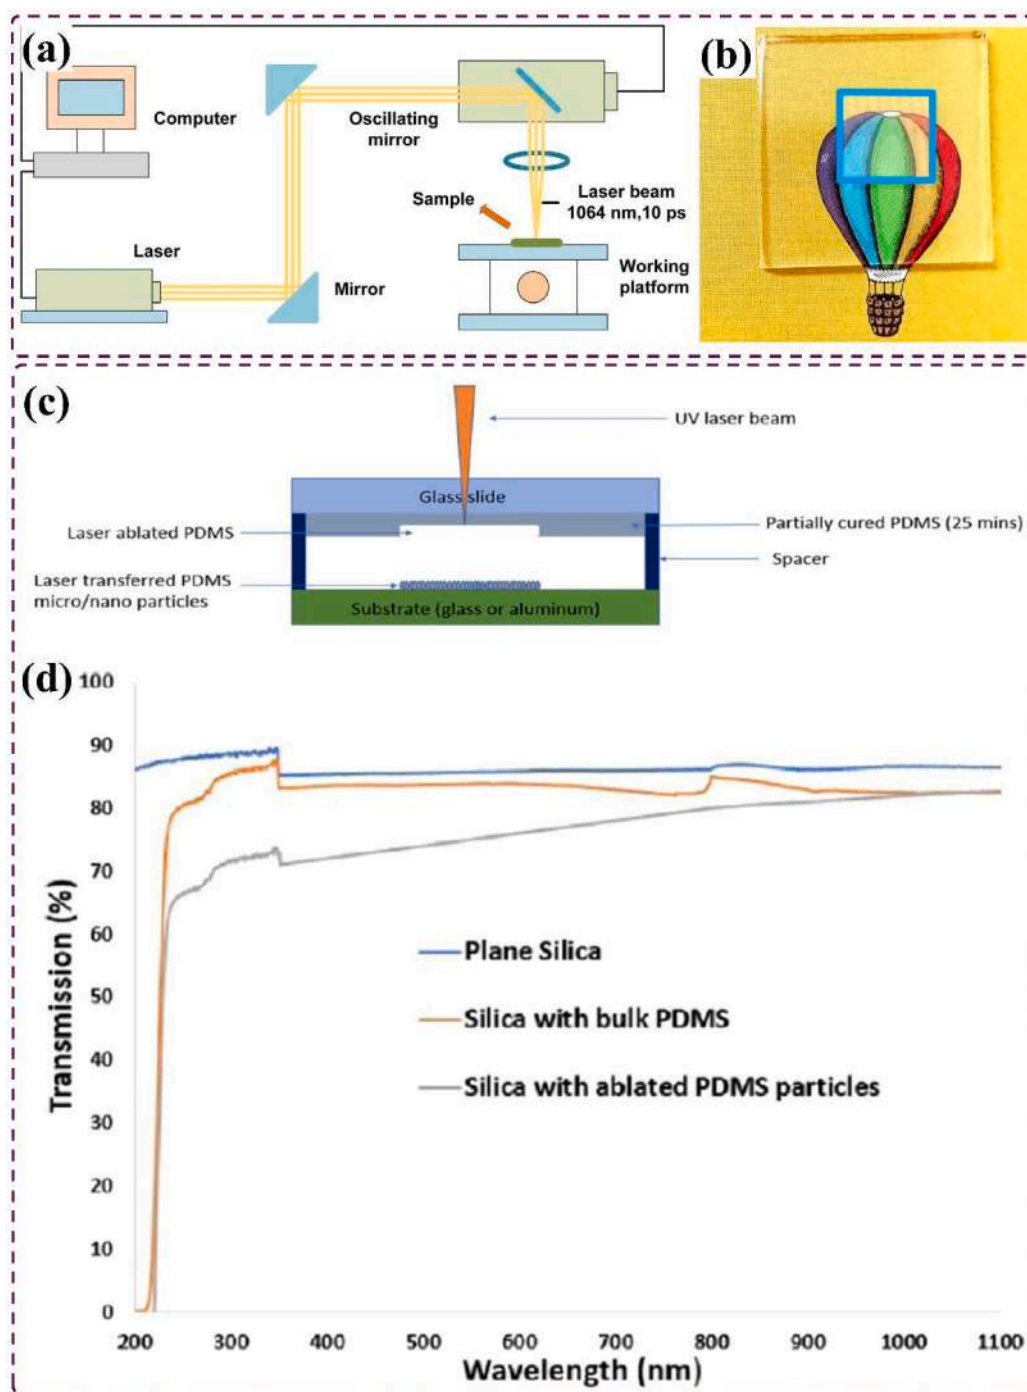 (a)
Computer
Oscillating
mirror
Sample
Laser beam
1064 nm,10 ps
Laser
Mirror
Working
platform
(b)
(c)
UV laser beam
Glass slide
Laser ablated PDMS
Partially cured PDMS (25 mins)
Spacer
Laser transferred PDMS
micro/nano particles
Substrate (glass or aluminum)
(d)
100
90
80
70
60
50
40
30
20
10
0
Transmission (%)
Plane Silica
Silica with bulk PDMS
Silica with ablated PDMS particles
200 300 400 500 600 700 800 900 1000 1100
Wavelength (nm)